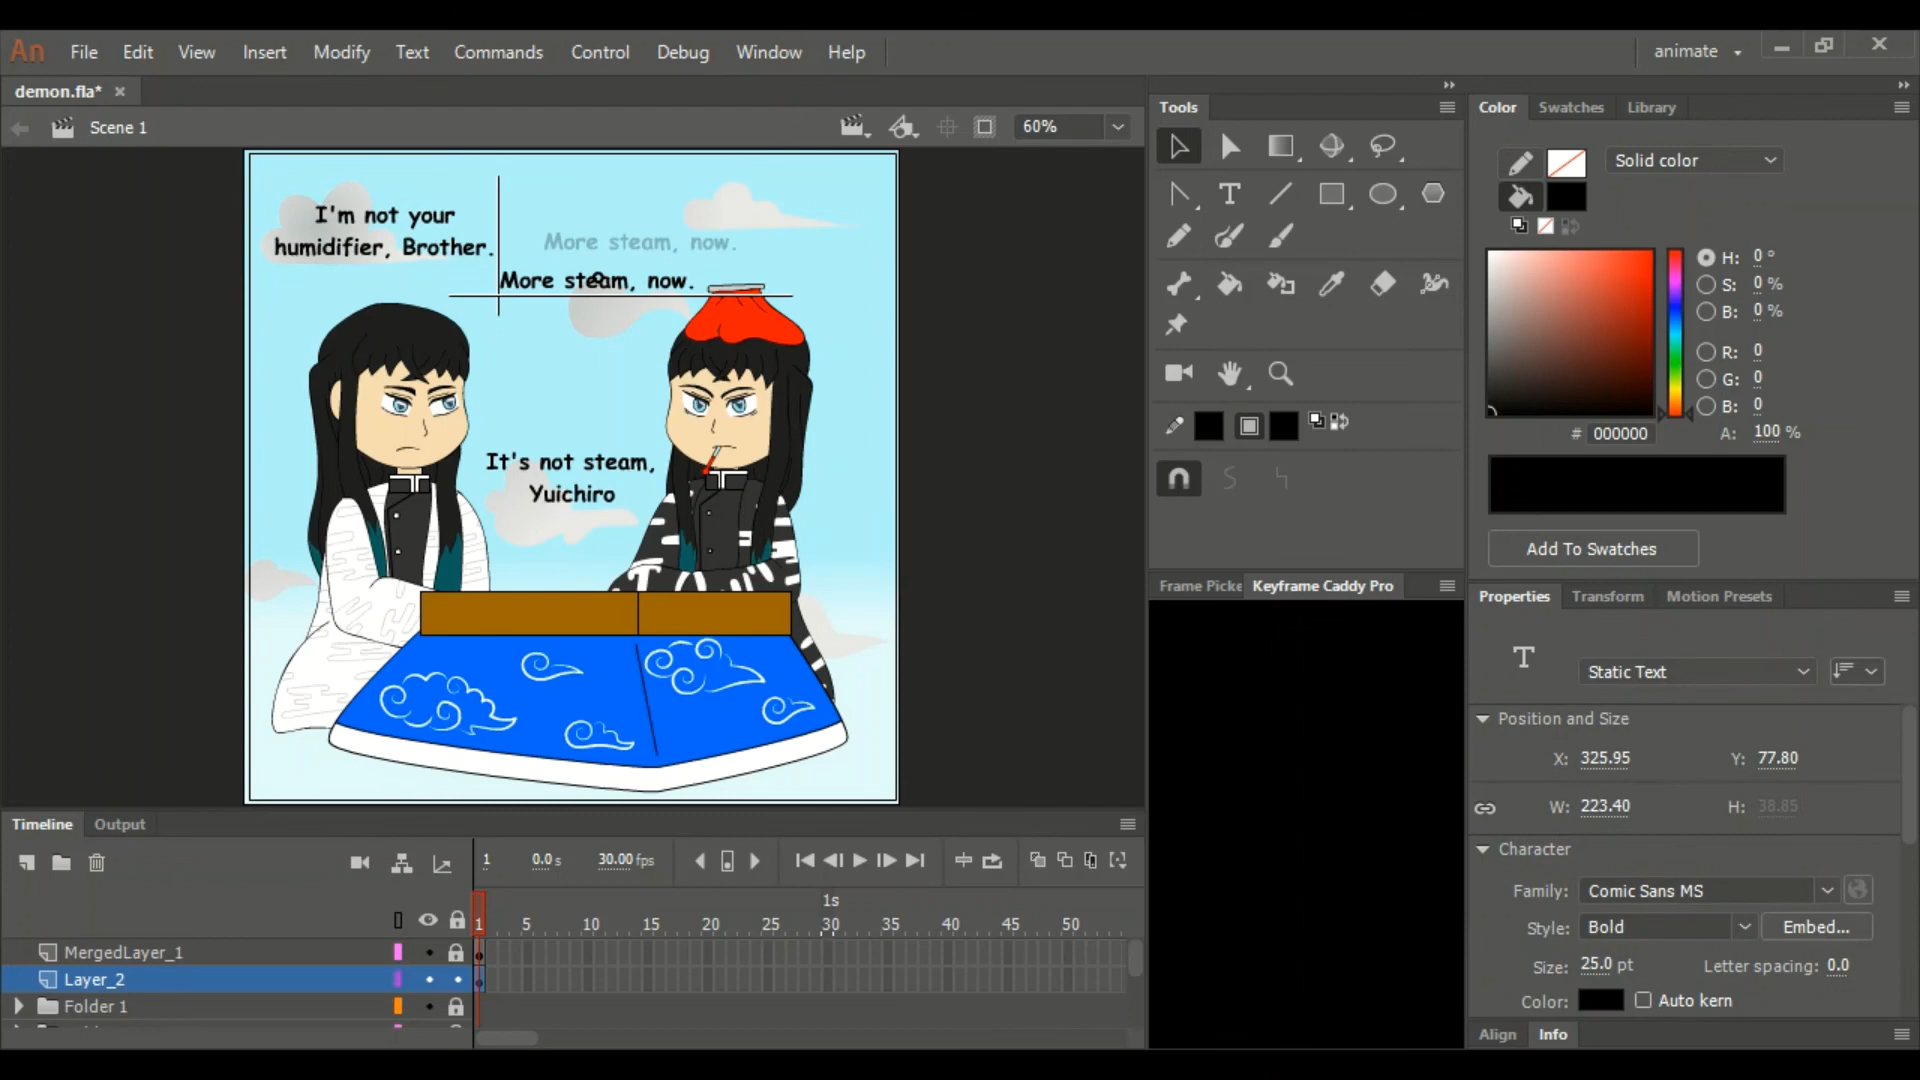 An File Edit View Insert Modify Text Commands Control Debug Window Help animate
demon.fla*
Scene 1
60%
I'm not your
humidifier, Brother.
More steam, now.
More steam, now.
It's not steam,
Yuichiro
Tools
Color Swatches Library
Solid color
H: 0 °
S: 0 %
B: 0 %
R: 0
G: 0
B: 0
# 000000 A: 100 %
Add To Swatches
Frame Picke Keyframe Caddy Pro
Properties Transform Motion Presets
Static Text
Position and Size
X: 325.95 Y: 77.80
W: 223.40 H: 38.85
Character
Family: Comic Sans MS
Style: Bold Embed...
Size: 25.0 pt Letter spacing: 0.0
Color: Auto kern
Align Info
Timeline Output
1 0.0 s 30.00 fps
1s
1 5 10 15 20 25 30 35 40 45 50
MergedLayer_1
Layer_2
Folder 1